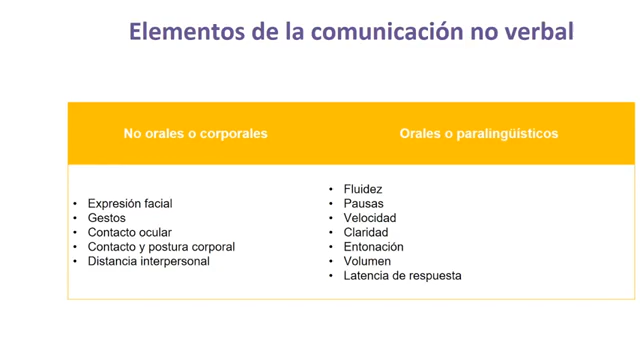 Elementos de la comunicación no verbal
No orales o corporales
Orales o paralingüísticos
• Expresión facial
• Gestos
• Contacto ocular
• Contacto y postura corporal
• Distancia interpersonal
• Fluidez
• Pausas
• Velocidad
• Claridad
• Entonación
• Volumen
• Latencia de respuesta